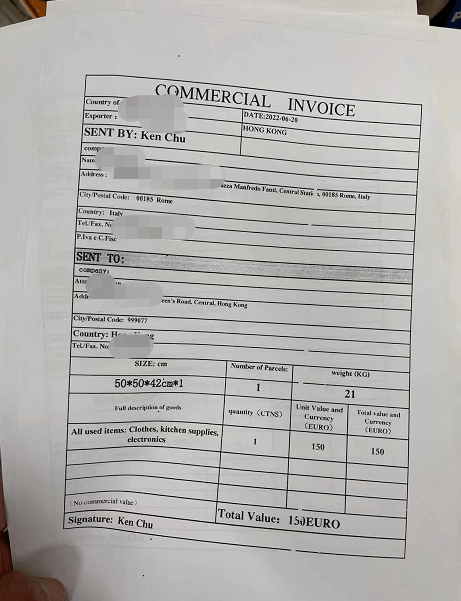 COMMERCIAL INVOICE
Country of
Exporter :
DATE:2022-06-20
HONG KONG
SENT BY: Ken Chu
comp
Nam
Address :
azza Manfredo Fanti, Central Station, 00185 Rome, Italy
City/Postal Code: 00185 Rome
Country: Italy
Tel./Fax. No
P.Iva e C.Fisc
SENT TO:
company:
Att
Addr
een's Road, Central, Hong Kong
City/Postal Code: 999077
Country: H
Tel./Fax. No:
SIZE: cm
Number of Parcels:
weight (KG)
50*50*42cm*1
1
21
Full description of goods
quantity (CTNS)
Unit Value and Currency (EURO)
Total value and Currency (EURO)
All used items: Clothes, kitchen supplies, electronics
1
150
150
(No commercial value)
Total Value: 150EURO
Signature: Ken Chu